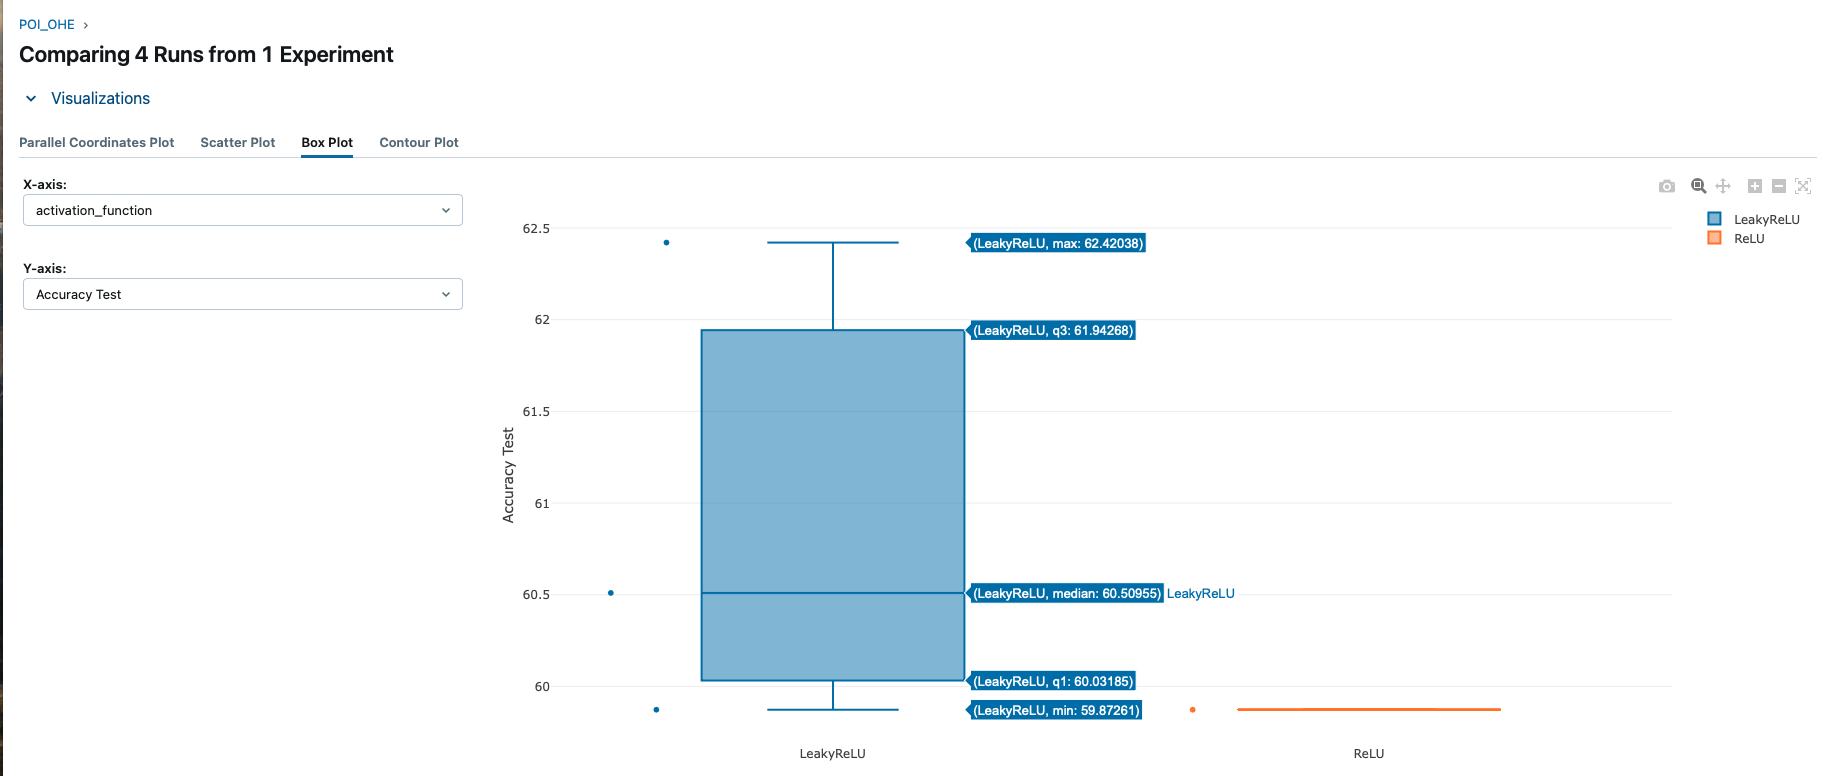 POI_OHE ›
Comparing 4 Runs from 1 Experiment
Visualizations
Parallel Coordinates Plot Scatter Plot Box Plot Contour Plot
X-axis:
activation_function
Y-axis:
Accuracy Test
LeakyReLU
ReLU
62.5
62
61.5
61
60.5
60
Accuracy Test
(LeakyReLU, max: 62.42038)
(LeakyReLU, q3: 61.94268)
(LeakyReLU, median: 60.50955) LeakyReLU
(LeakyReLU, q1: 60.03185)
(LeakyReLU, min: 59.87261)
LeakyReLU
ReLU